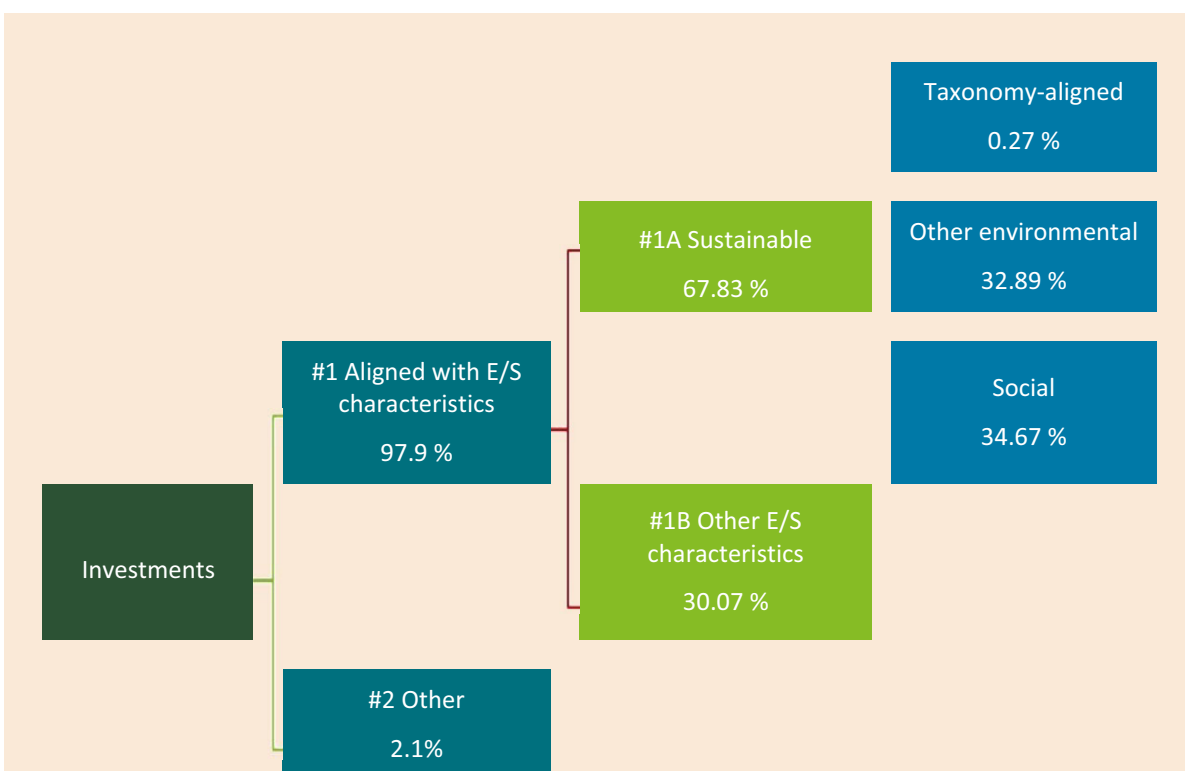 Taxonomy-aligned
0.27 %
#1A Sustainable
67.83 %
Other environmental
32.89 %
#1 Aligned with E/S
characteristics
97.9 %
Social
34.67 %
Investments
#1B Other E/S
characteristics
30.07 %
#2 Other
2.1%